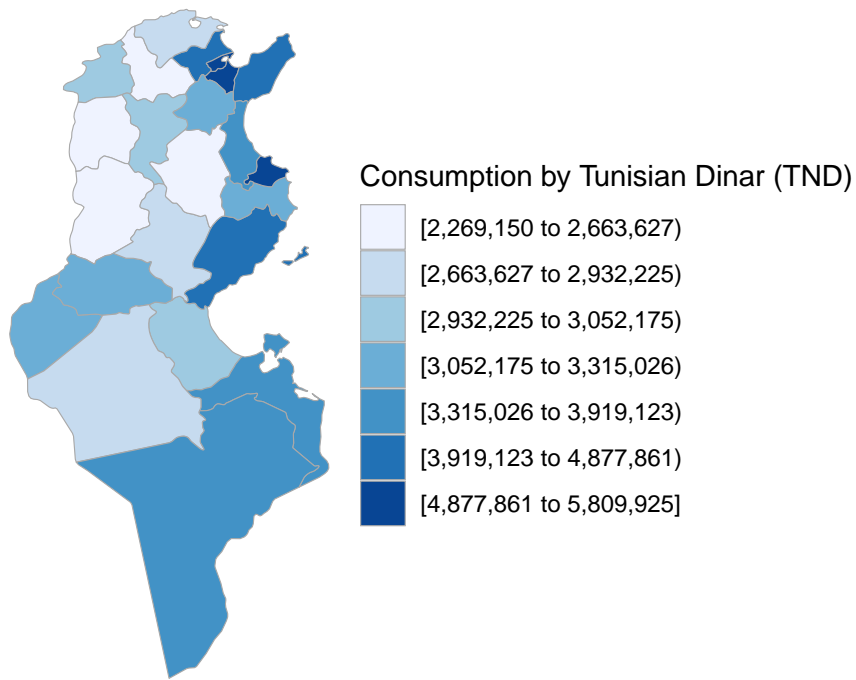 Consumption by Tunisian Dinar (TND)
[2,269,150 to 2,663,627)
[2,663,627 to 2,932,225)
[2,932,225 to 3,052,175)
[3,052,175 to 3,315,026)
[3,315,026 to 3,919,123)
[3,919,123 to 4,877,861)
[4,877,861 to 5,809,925]